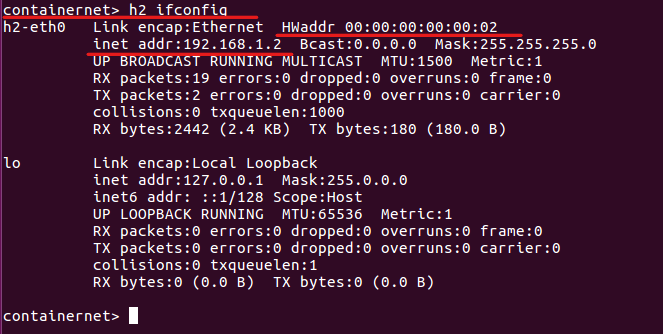 containernet> h2 ifconfig
h2-eth0   Link encap:Ethernet  HWaddr 00:00:00:00:00:02
          inet addr:192.168.1.2  Bcast:0.0.0.0  Mask:255.255.255.0
          UP BROADCAST RUNNING MULTICAST  MTU:1500  Metric:1
          RX packets:19 errors:0 dropped:0 overruns:0 frame:0
          TX packets:2 errors:0 dropped:0 overruns:0 carrier:0
          collisions:0 txqueuelen:1000
          RX bytes:2442 (2.4 KB)  TX bytes:180 (180.0 B)
lo        Link encap:Local Loopback
          inet addr:127.0.0.1  Mask:255.0.0.0
          inet6 addr: ::1/128 Scope:Host
          UP LOOPBACK RUNNING  MTU:65536  Metric:1
          RX packets:0 errors:0 dropped:0 overruns:0 frame:0
          TX packets:0 errors:0 dropped:0 overruns:0 carrier:0
          collisions:0 txqueuelen:1
          RX bytes:0 (0.0 B)  TX bytes:0 (0.0 B)
containernet>